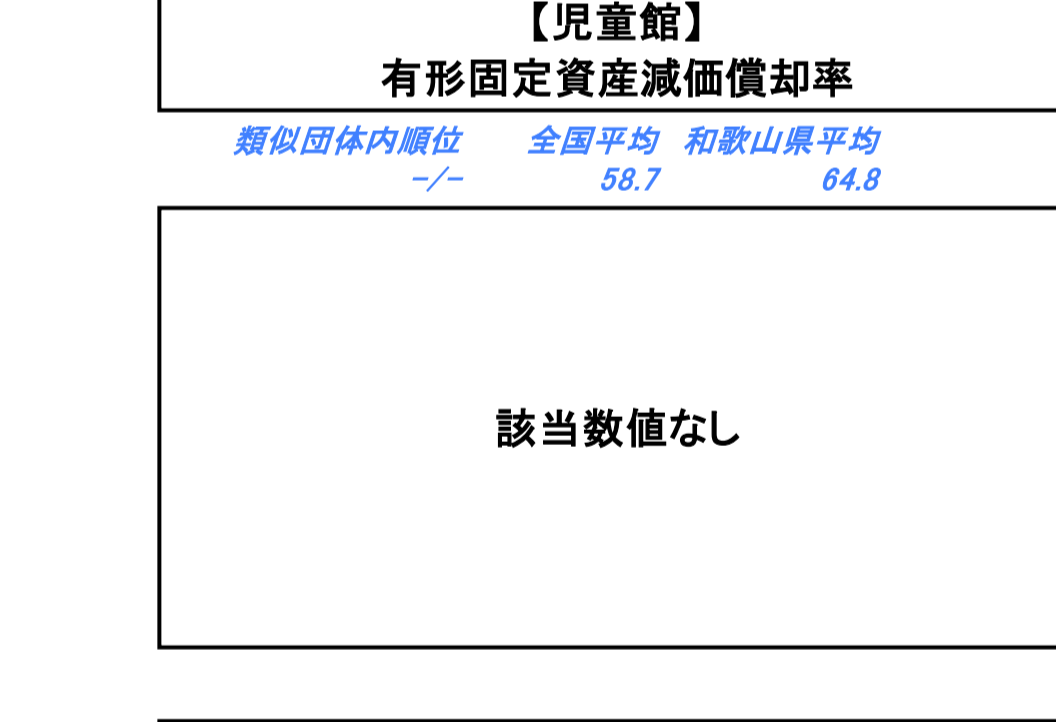 【児童館】
有形固定資産減価償却率
類似団体内順位 全国平均 和歌山県平均
-/- 58.7 64.8
該当数値なし